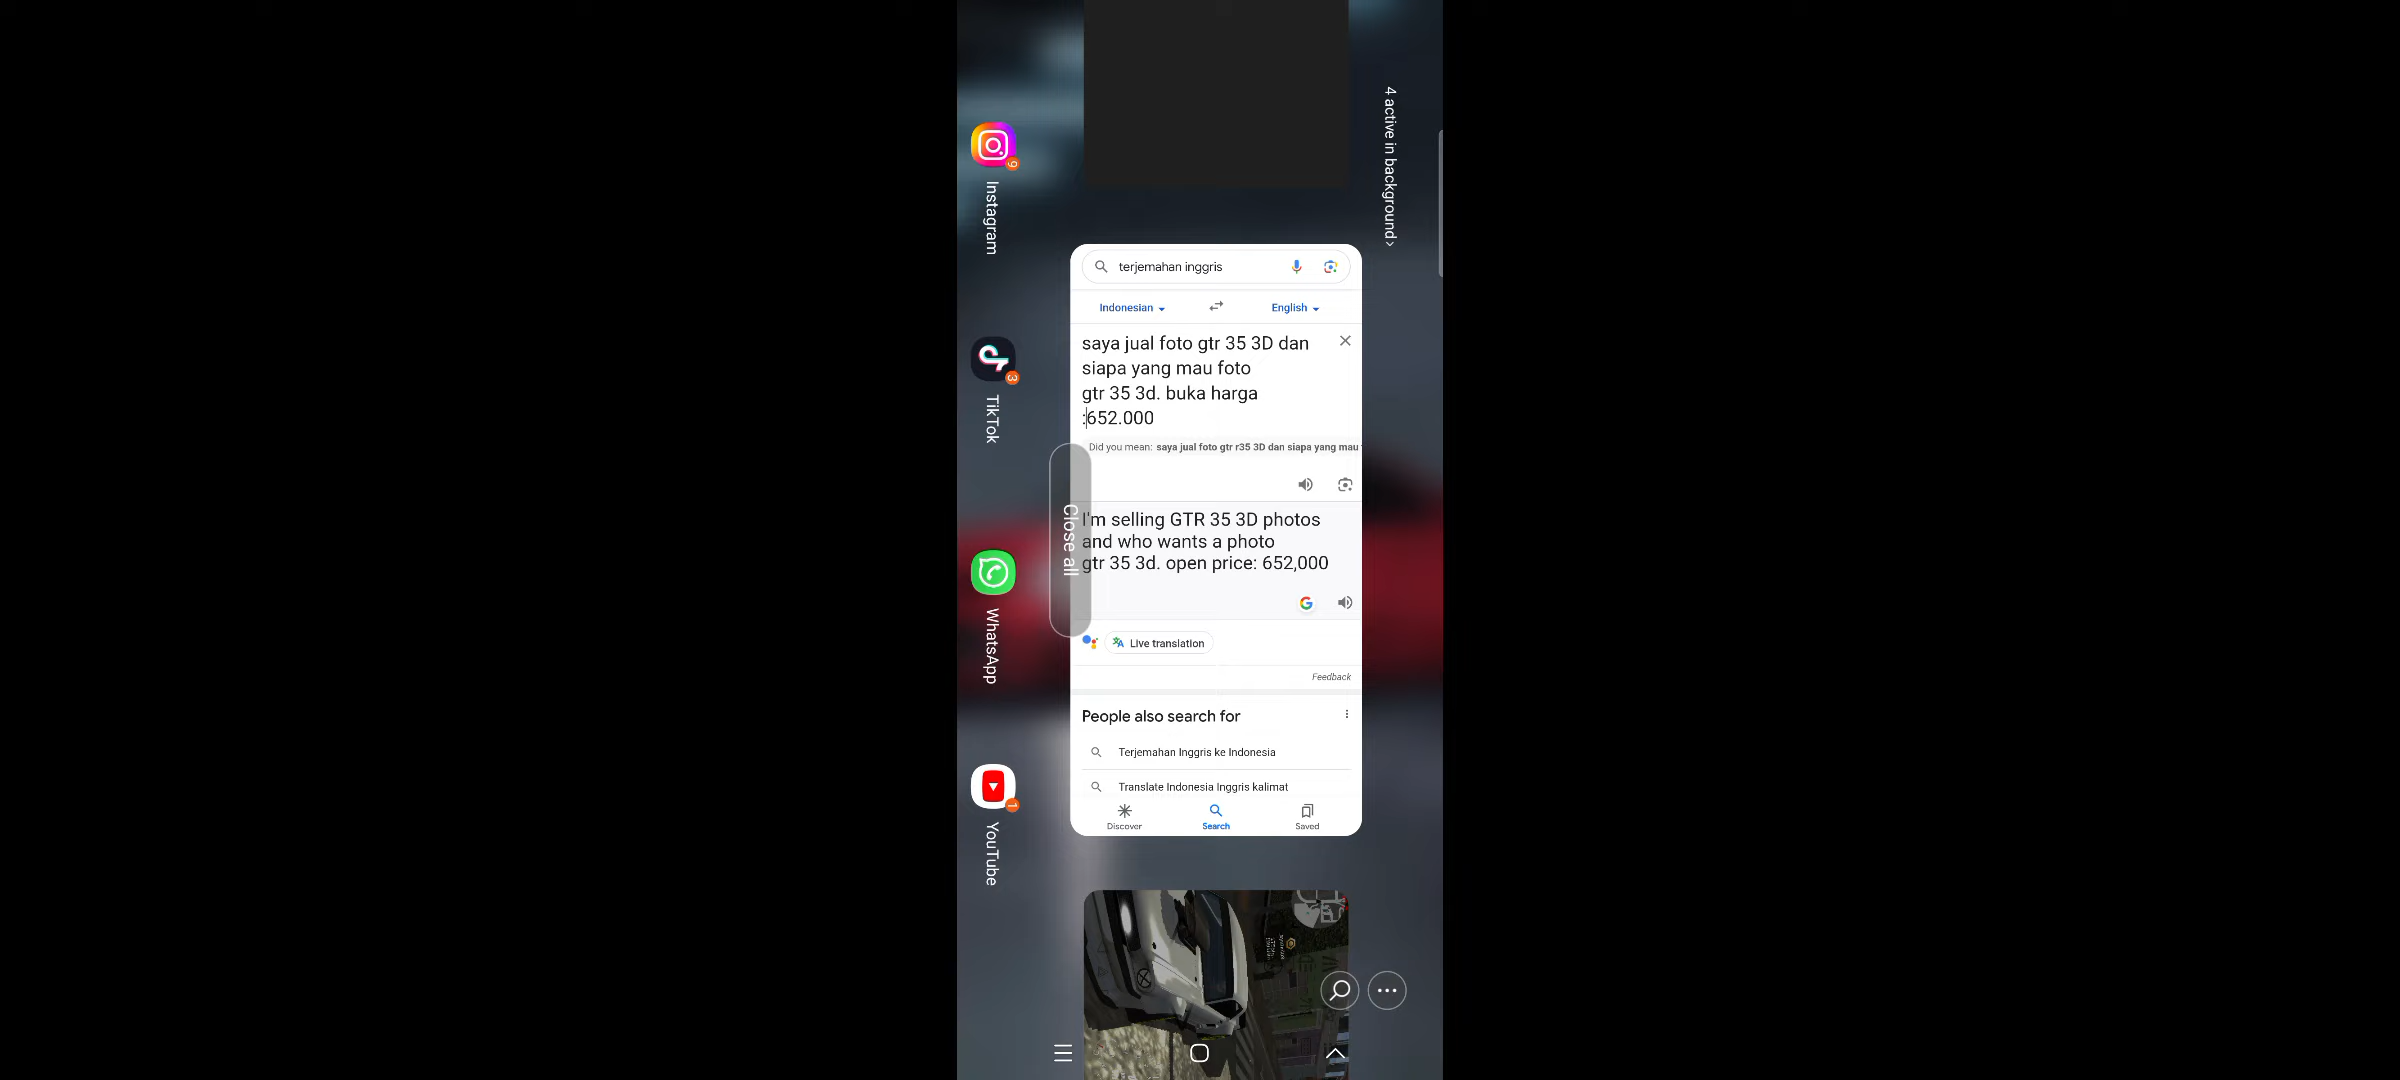 4 active in background >
terjemahan inggris
Indonesian
English
saya jual foto gtr 35 3D dan
siapa yang mau foto
gtr 35 3d. buka harga
:652.000
Did you mean: saya jual foto gtr r35 3D dan siapa yang mau
I'm selling GTR 35 3D photos
and who wants a photo
gtr 35 3d. open price: 652,000
Live translation
Feedback
People also search for
Terjemahan Inggris ke Indonesia
Translate Indonesia Inggris kalimat
Discover
Search
Saved
Close all
9
Instagram
3
TikTok
WhatsApp
1
YouTube